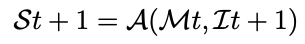 𝒮t + 1 = 𝒜(ℳt, ℐt + 1)